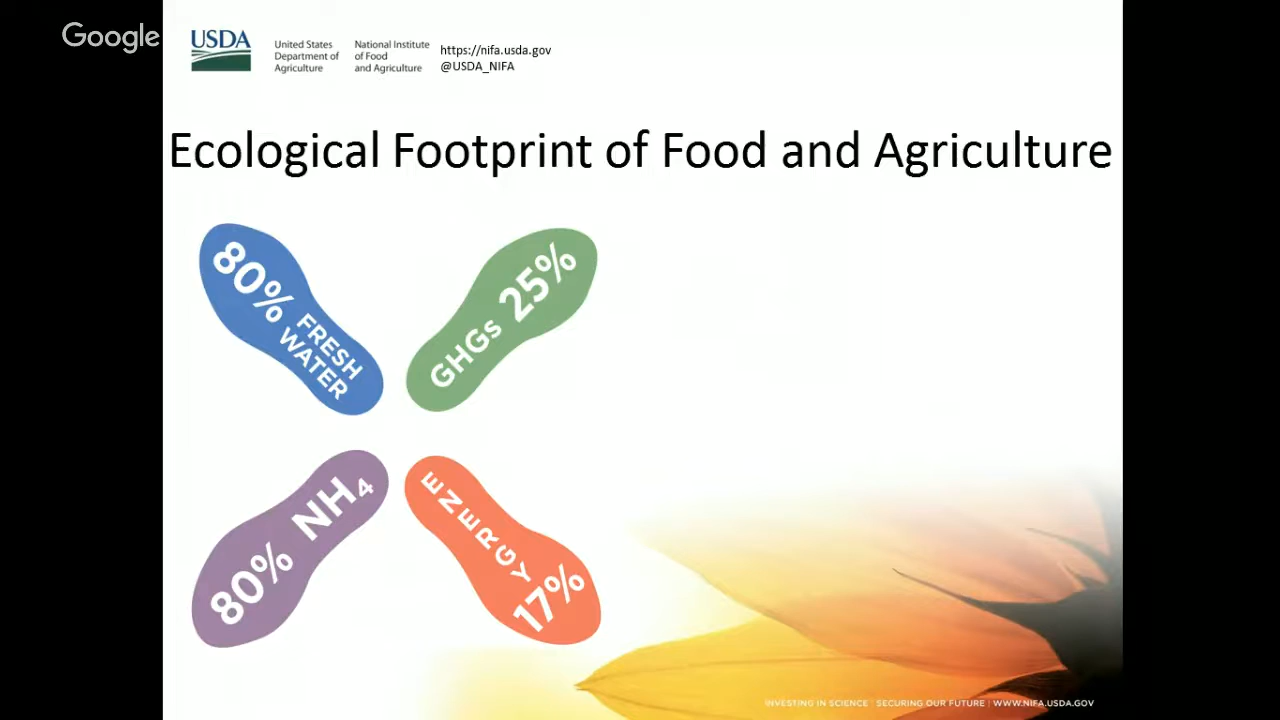 Google
USDA
United States
Department of
Agriculture
National Institute
of Food
and Agriculture
https://nifa.usda.gov
@USDA_NIFA
Ecological Footprint of Food and Agriculture
80% FRESH
WATER
GHGs 25%
80% NH₄
ENERGY
17%
INVESTING IN SCIENCE | SECURING OUR FUTURE | WWW.NIFA.USDA.GOV